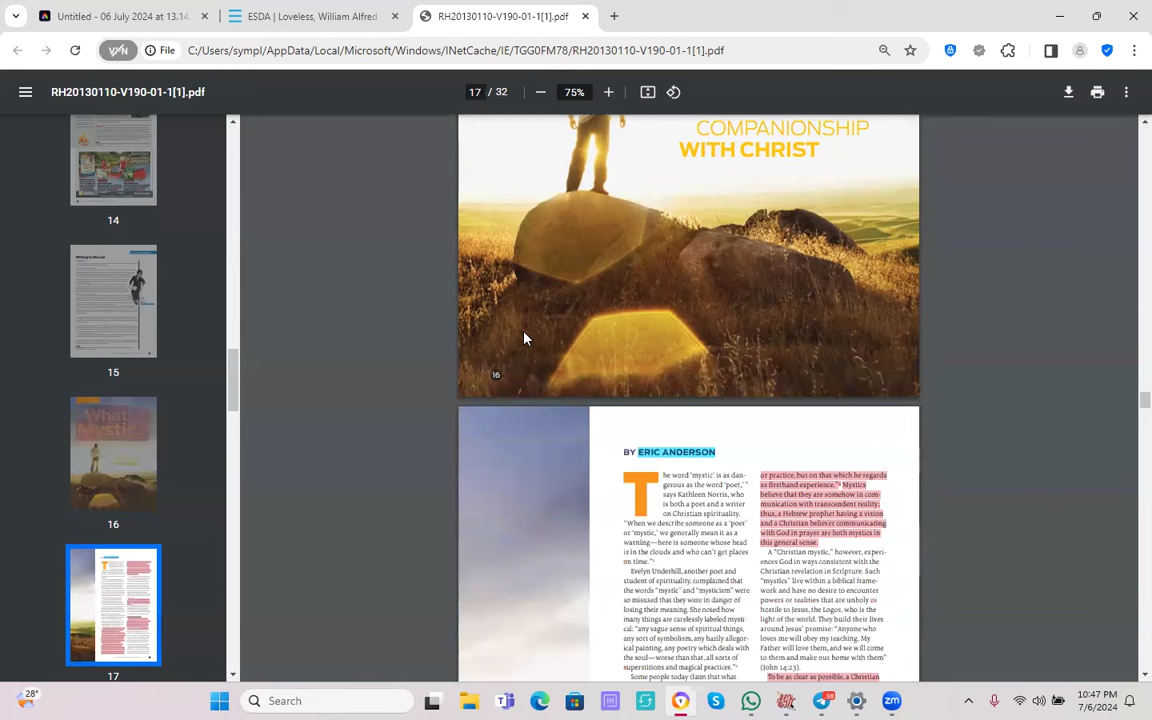 Untitled - 06 July 2024 at 13.14
ESDA | Loveless, William Alfred
RH20130110-V190-01-1[1].pdf
VPN
File
C:/Users/sympl/AppData/Local/Microsoft/Windows/INetCache/IE/TGG0FM78/RH20130110-V190-01-1[1].pdf
RH20130110-V190-01-1[1].pdf
17 / 32
75%
14
15
What
Mystic
16
17
COMPANIONSHIP
WITH CHRIST
16
BY ERIC ANDERSON
The word ‘mystic’ is as dan-
gerous as the word ‘poet,’ ”
says Kathleen Norris, who
is both a poet and a writer
on Christian spirituality.
“When we describe someone as a ‘poet’
or ‘mystic,’ we generally mean it as a
warning—here is someone whose head
is in the clouds and who can’t get places
on time.”¹
Evelyn Underhill, another poet and
student of spirituality, complained that
the words “mystic” and “mysticism” were
so misused that they were in danger of
losing their meaning. She noted how
many things are carelessly labeled mysti-
cal: “any vague sense of spiritual things,
any sort of symbolism, any hazily allegor-
ical painting, any poetry which deals with
the soul—worse than that, all sorts of
superstitions and magical practices.”²
Some people today claim that what
or practice, but on that which he regards
as firsthand experience.”³ Mystics
believe that they are somehow in com-
munication with transcendent reality;
thus, a Hebrew prophet having a vision
and a Christian believer communicating
with God in prayer are both mystics in
this general sense.
A “Christian mystic,” however, experi-
ences God in ways consistent with the
Christian revelation in Scripture. Such
“mystics” live within a biblical frame-
work and have no desire to encounter
powers or realities that are unholy or
hostile to Jesus, the Logos, who is the
light of the world. They build their lives
around Jesus’ promise: “Anyone who
loves me will obey my teaching. My
Father will love them, and we will come
to them and make our home with them”
(John 14:23).
To be as clear as possible, a Christian
28°
Search
98
10:47 PM
7/6/2024